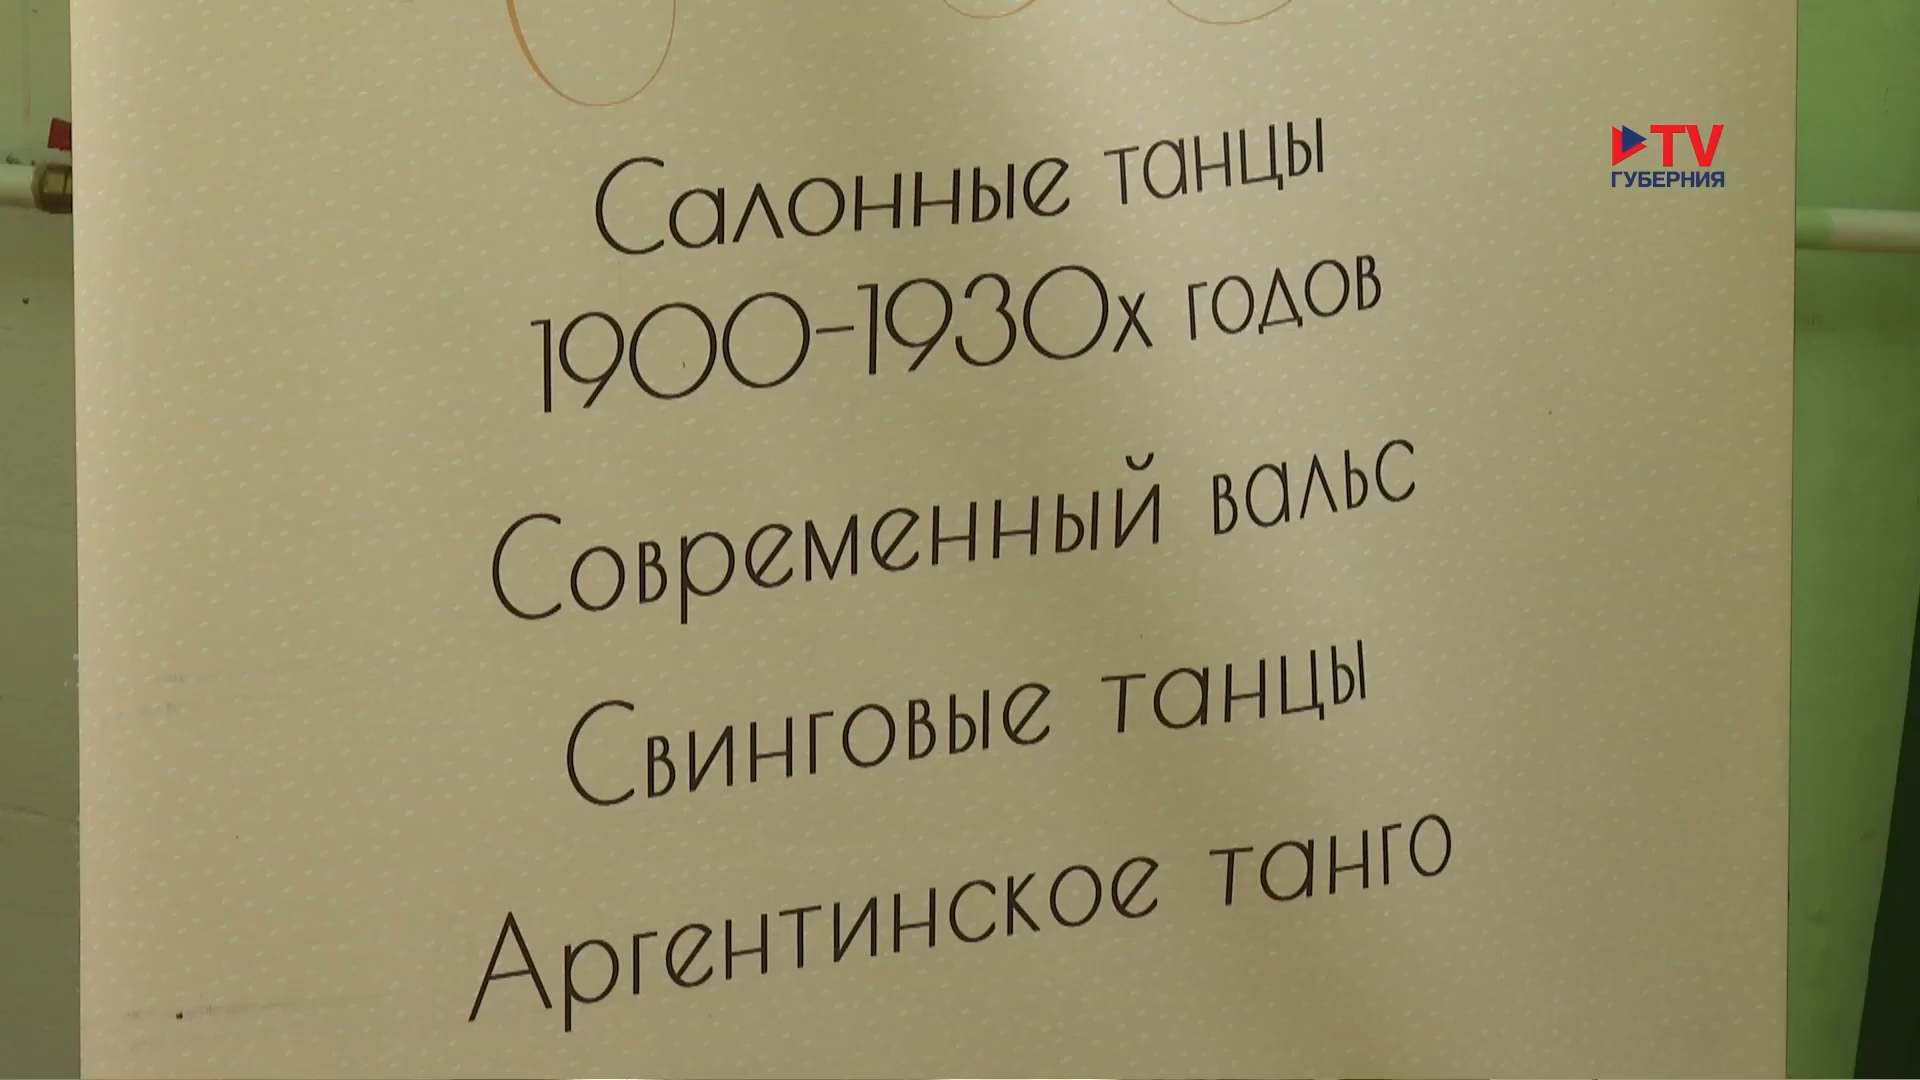 Салонные танцы
1900-1930х годов
Современный вальс
Свинговые танцы
Аргентинское танго
TV
ГУБЕРНИЯ